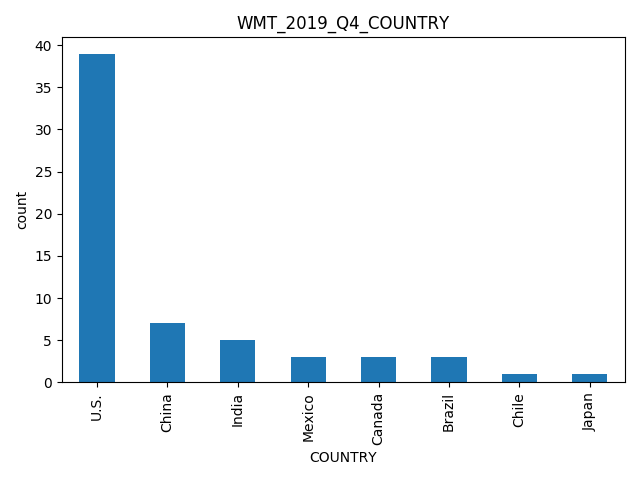 WMT_2019_Q4_COUNTRY
count
40
35
30
25
20
15
10
5
0
U.S.
China
India
Mexico
Canada
Brazil
Chile
Japan
COUNTRY